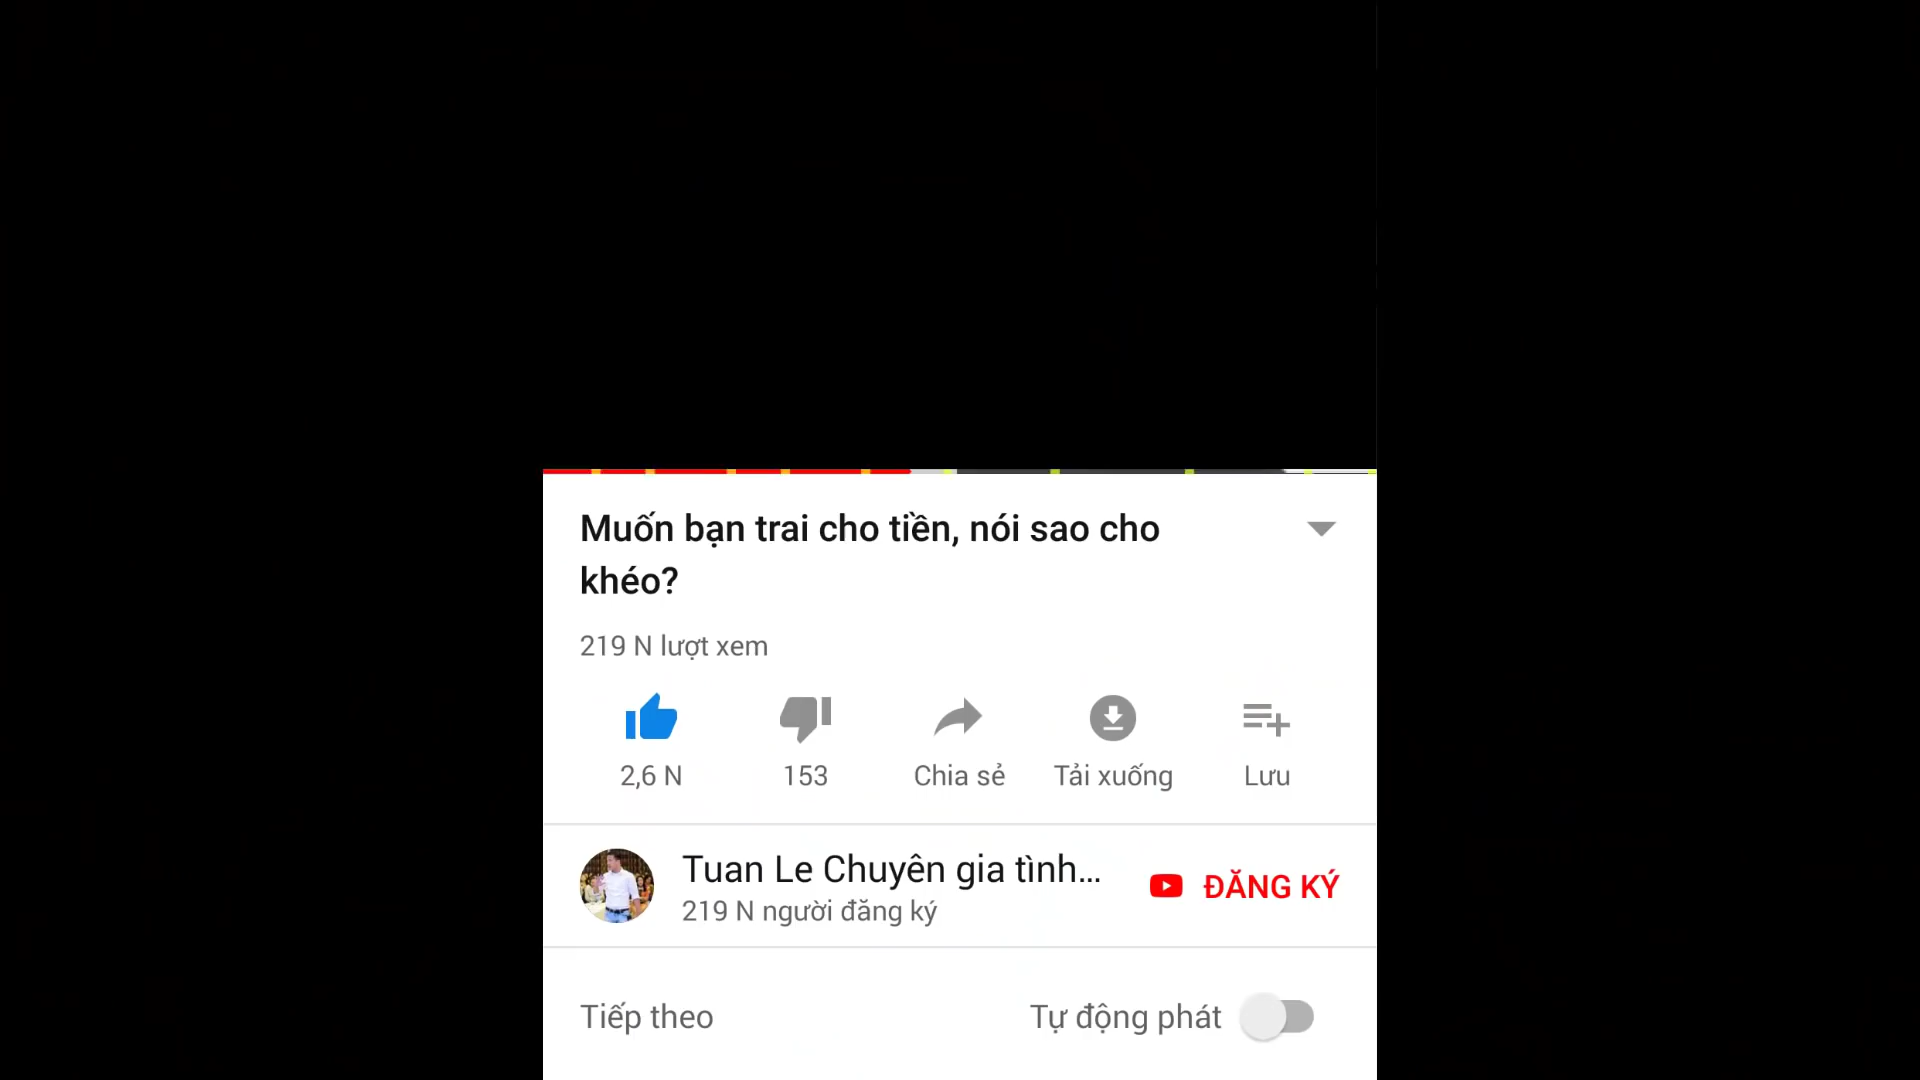 Muốn bạn trai cho tiền, nói sao cho
khéo?
219 N lượt xem
2,6 N
153
Chia sẻ
Tải xuống
Lưu
Tuan Le Chuyên gia tình...
219 N người đăng ký
ĐĂNG KÝ
Tiếp theo
Tự động phát